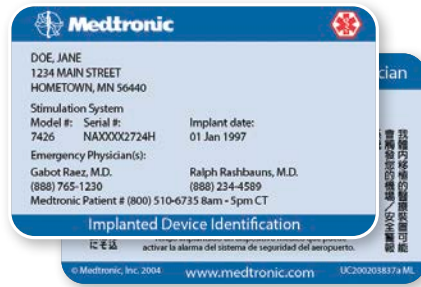 Medtronic
DOE, JANE
1234 MAIN STREET
HOMETOWN, MN 56440
Stimulation System
Model #: Serial #: Implant date:
7426 NAXXXX2724H 01 Jan 1997
Emergency Physician(s):
Gabot Raez, M.D. Ralph Rashbauns, M.D.
(888) 765-1230 (888) 234-4589
Medtronic Patient # (800) 510-6735 8am - 5pm CT
Implanted Device Identification
cian
我體內移植的醫療裝置可能
會觸發您的機場／安全警報
activar la alarma del sistema de seguridad del aeropuerto.
© Medtronic, Inc. 2004 www.medtronic.com UC200203837a ML